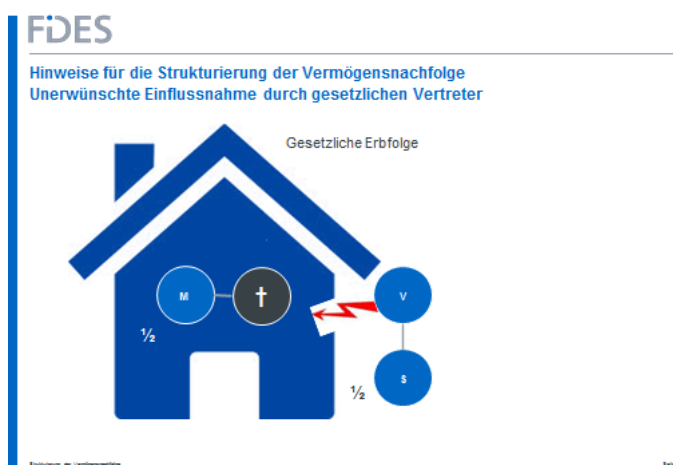 FiDES
Hinweise für die Strukturierung der Vermögensnachfolge
Unerwünschte Einflussnahme durch gesetzlichen Vertreter
Gesetzliche Erbfolge
M
†
V
½
½
S